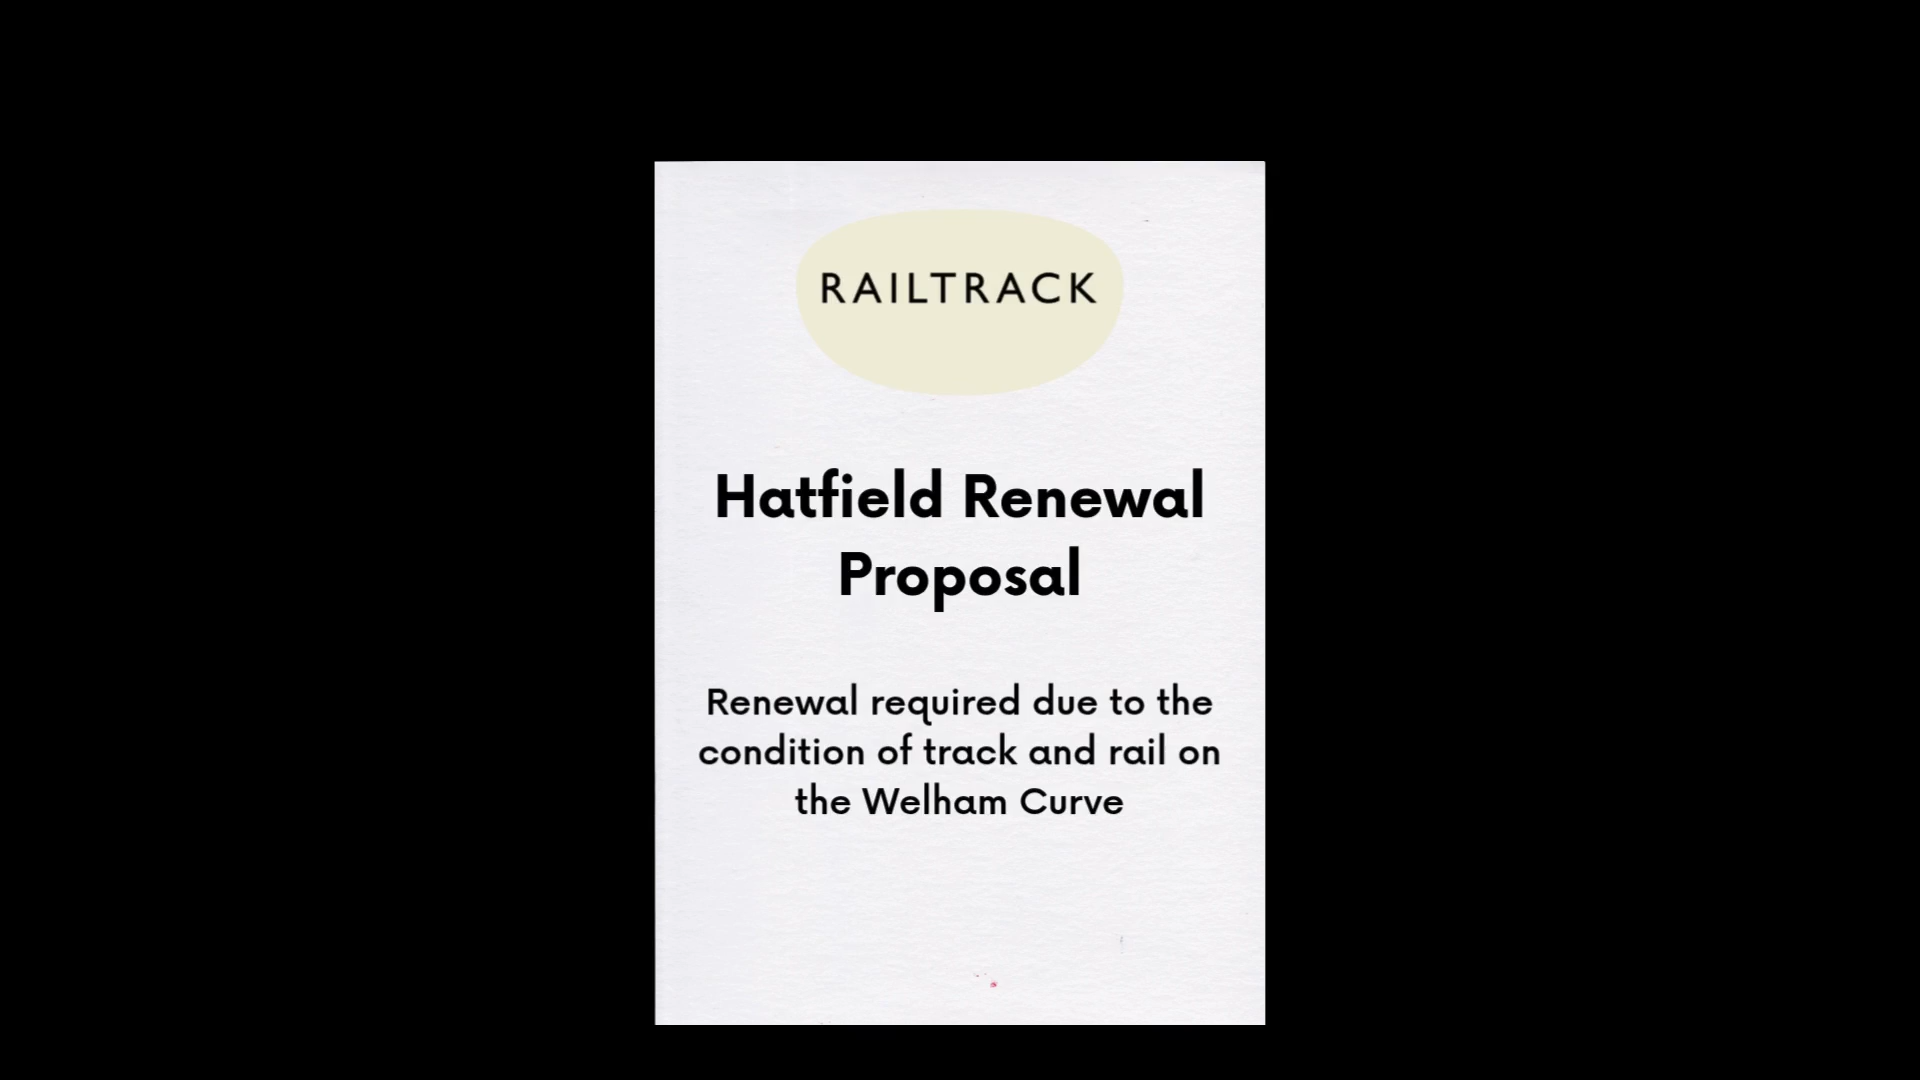 RAILTRACK
Hatfield Renewal
Proposal
Renewal required due to the
condition of track and rail on
the Welham Curve